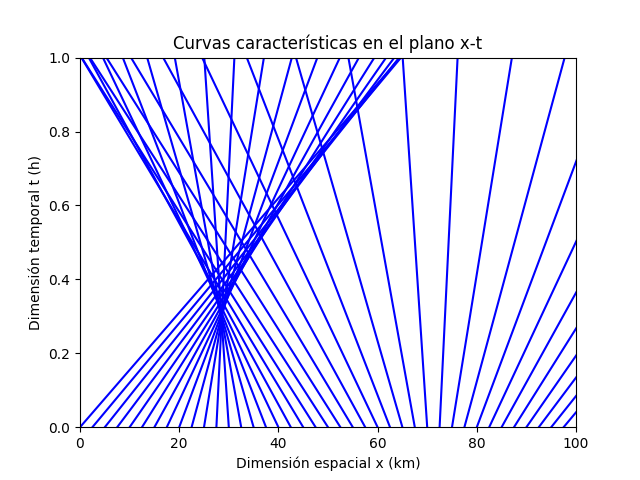 Curvas características en el plano x-t
Dimensión temporal t (h)
1.0
0.8
0.6
0.4
0.2
0.0
0 20 40 60 80 100
Dimensión espacial x (km)